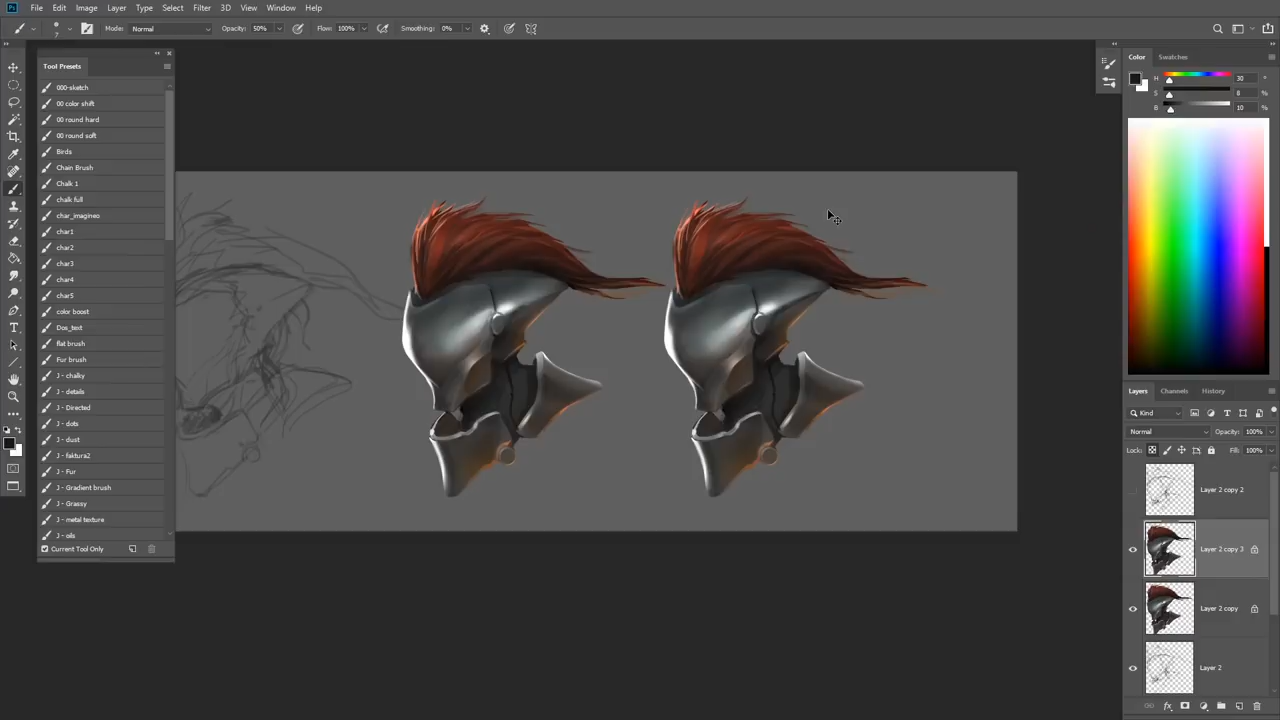 Ps File Edit Image Layer Type Select Filter 3D View Window Help
7 Mode: Normal Opacity: 50% Flow: 100% Smoothing: 0%
Tool Presets
000-sketch
00 color shift
00 round hard
00 round soft
Birds
Chain Brush
Chalk 1
chalk full
char_imagineo
char1
char2
char3
char4
char5
color boost
Dos_text
flat brush
Fur brush
J - chalky
J - details
J - Directed
J - dots
J - dust
J - faktura2
J - Fur
J - Gradient brush
J - Grassy
J - metal texture
J - oils
Current Tool Only
Color Swatches
H 30 °
S 8 %
B 10 %
Layers Channels History
Kind
Normal Opacity: 100%
Lock: Fill: 100%
Layer 2 copy 2
Layer 2 copy 3
Layer 2 copy
Layer 2
fx